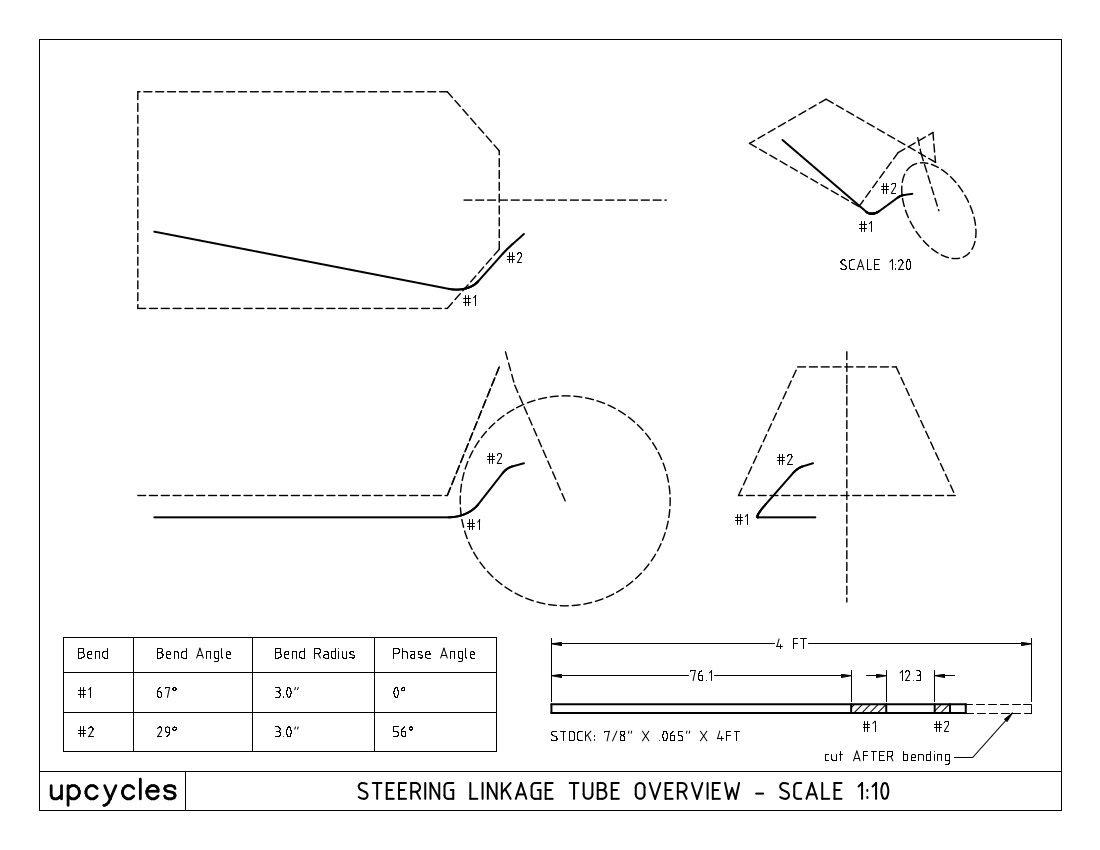 #2
#1
#2
#1
SCALE 1:20
#2
#1
#2
#1
Bend Bend Angle Bend Radius Phase Angle
#1 67° 3.0" 0°
#2 29° 3.0" 56°
4 FT
76.1 12.3
#1 #2
STOCK: 7/8" X .065" X 4FT
cut AFTER bending
upcycles STEERING LINKAGE TUBE OVERVIEW - SCALE 1:10